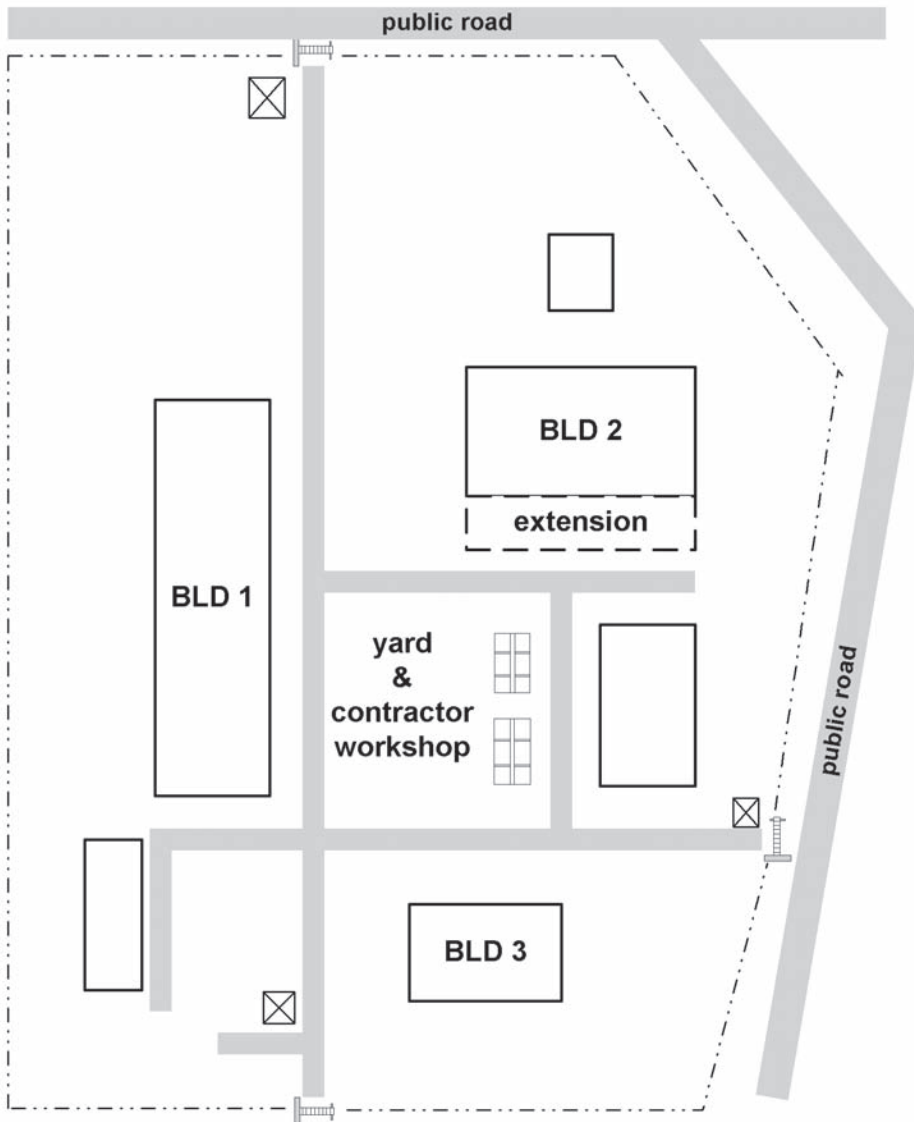 public road
BLD 2
extension
BLD 1
yard
&
contractor
workshop
public road
BLD 3